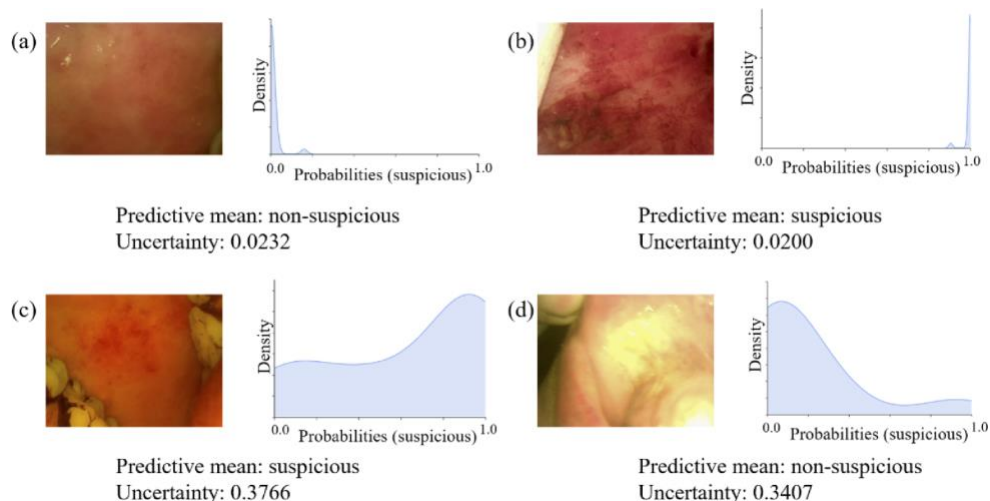 (a)
Density
0.0
1.0
Probabilities (suspicious)
Predictive mean: non-suspicious
Uncertainty: 0.0232
(b)
Density
0.0
1.0
Probabilities (suspicious)
Predictive mean: suspicious
Uncertainty: 0.0200
(c)
Density
0.0
1.0
Probabilities (suspicious)
Predictive mean: suspicious
Uncertainty: 0.3766
(d)
Density
0.0
1.0
Probabilities (suspicious)
Predictive mean: non-suspicious
Uncertainty: 0.3407